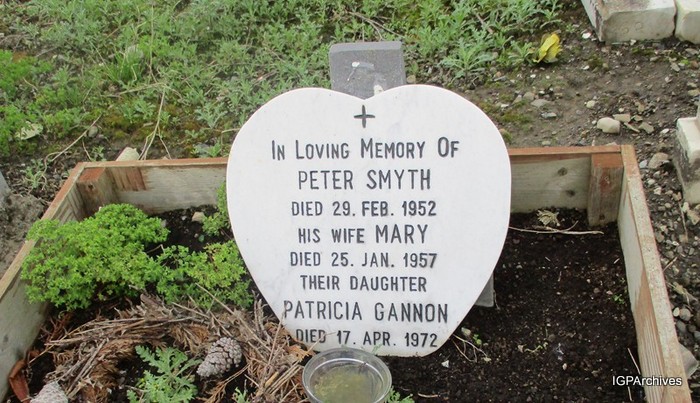 IN LOVING MEMORY OF
PETER SMYTH
DIED 29. FEB. 1952
HIS WIFE MARY
DIED 25. JAN. 1957
THEIR DAUGHTER
PATRICIA GANNON
DIED 17. APR. 1972
IGPArchives